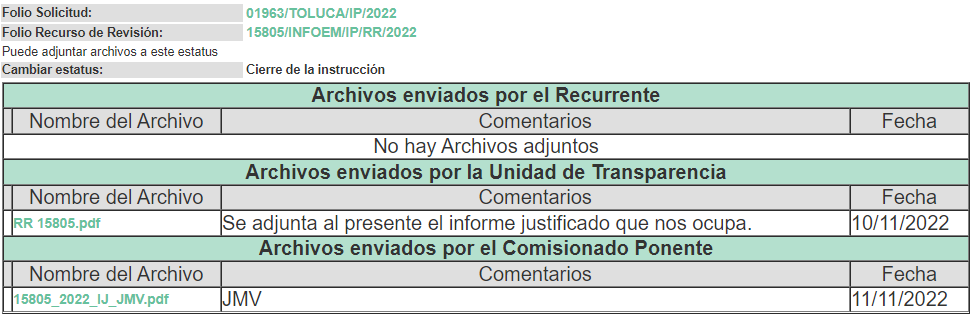 Folio Solicitud: 01963/TOLUCA/IP/2022
Folio Recurso de Revisión: 15805/INFOEM/IP/RR/2022
Puede adjuntar archivos a este estatus
Cambiar estatus: Cierre de la instrucción
Archivos enviados por el Recurrente
Nombre del Archivo Comentarios Fecha
No hay Archivos adjuntos
Archivos enviados por la Unidad de Transparencia
Nombre del Archivo Comentarios Fecha
RR 15805.pdf Se adjunta al presente el informe justificado que nos ocupa. 10/11/2022
Archivos enviados por el Comisionado Ponente
Nombre del Archivo Comentarios Fecha
15805_2022_IJ_JMV.pdf JMV 11/11/2022